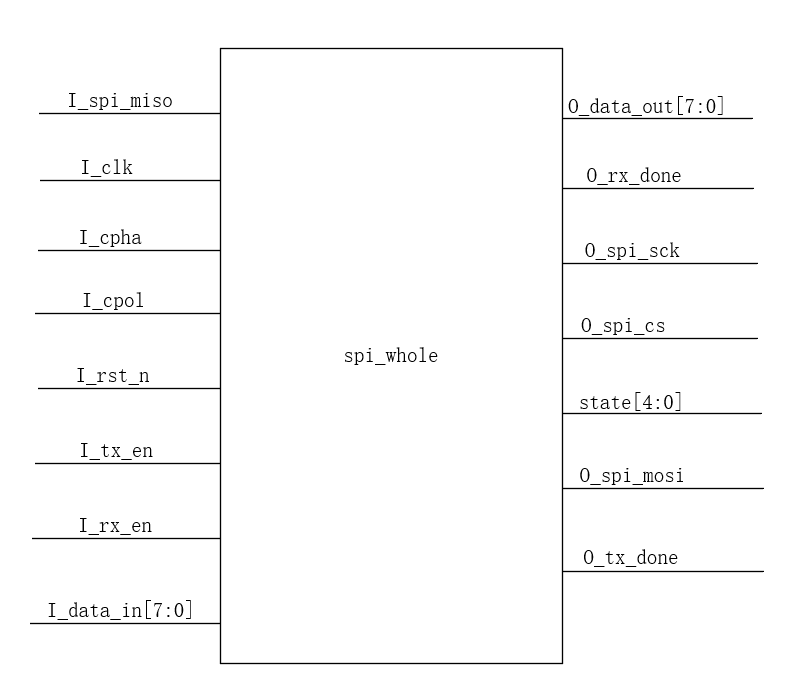 I_spi_miso
I_clk
I_cpha
I_cpol
I_rst_n
I_tx_en
I_rx_en
I_data_in[7:0]
spi_whole
O_data_out[7:0]
O_rx_done
O_spi_sck
O_spi_cs
state[4:0]
O_spi_mosi
O_tx_done